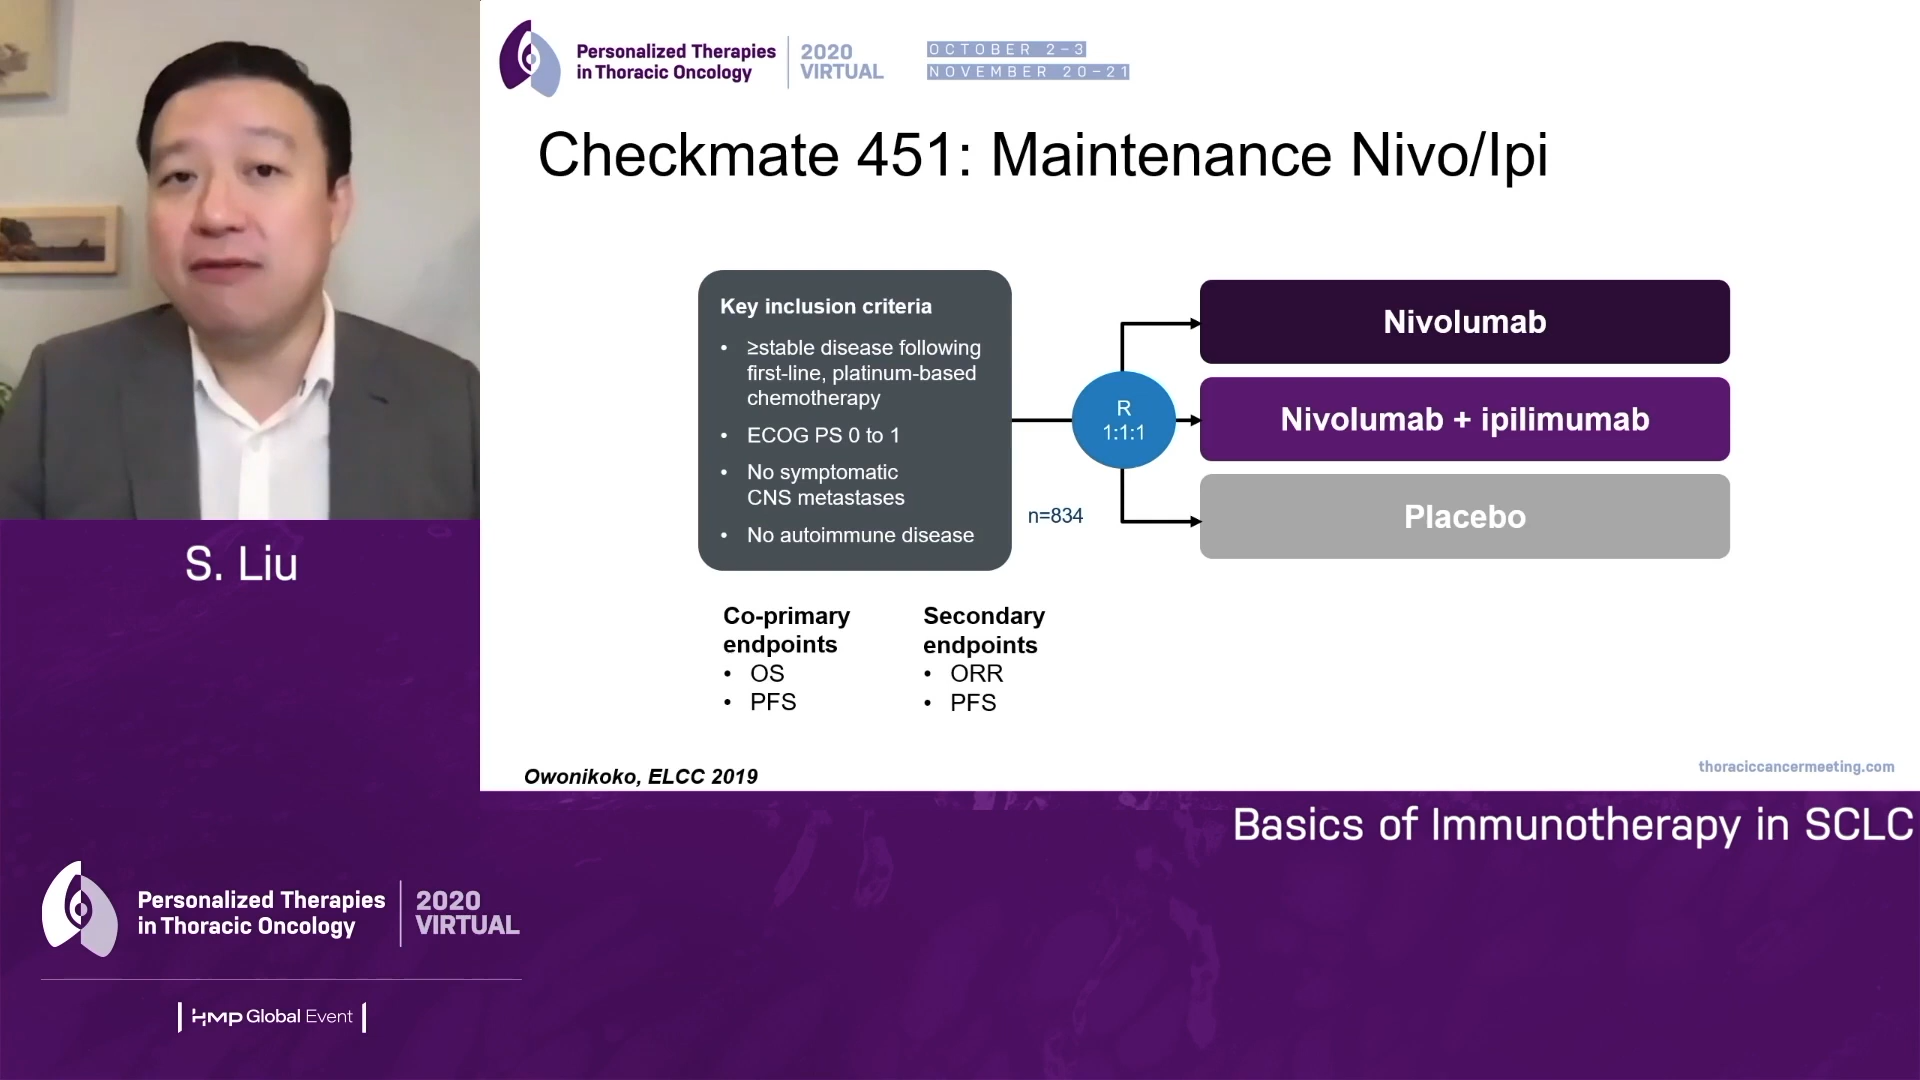 Personalized Therapies
in Thoracic Oncology
2020
VIRTUAL
OCTOBER 2–3
NOVEMBER 20–21
Checkmate 451: Maintenance Nivo/Ipi
Key inclusion criteria
• ≥stable disease following
first-line, platinum-based
chemotherapy
• ECOG PS 0 to 1
• No symptomatic
CNS metastases
• No autoimmune disease
n=834
R
1:1:1
Nivolumab
Nivolumab + ipilimumab
Placebo
Co-primary
endpoints
• OS
• PFS
Secondary
endpoints
• ORR
• PFS
Owonikoko, ELCC 2019
thoraciccancermeeting.com
S. Liu
Basics of Immunotherapy in SCLC
Personalized Therapies
in Thoracic Oncology
2020
VIRTUAL
HMP Global Event